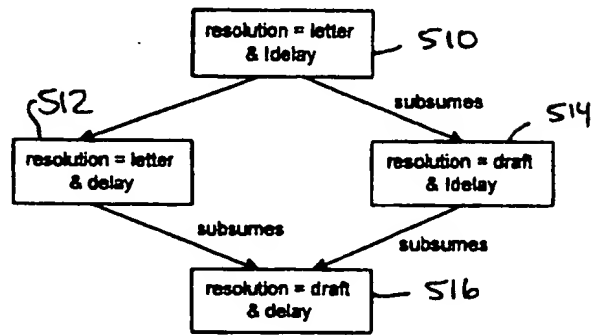 resolution = letter
& !delay
510
subsumes
512
514
resolution = letter
& delay
resolution = draft
& !delay
subsumes
subsumes
resolution = draft
& delay
516